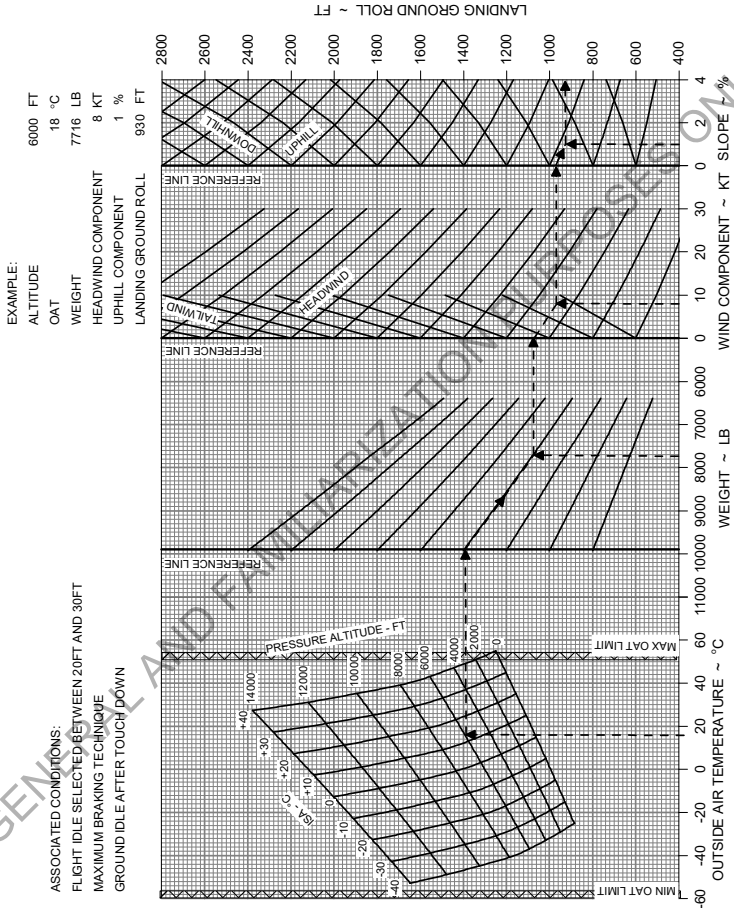 EXAMPLE:
ALTITUDE 6000 FT
OAT 18 °C
WEIGHT 7716 LB
HEADWIND COMPONENT 8 KT
UPHILL COMPONENT 1 %
LANDING GROUND ROLL 930 FT
ASSOCIATED CONDITIONS:
FLIGHT IDLE SELECTED BETWEEN 20FT AND 30FT
MAXIMUM BRAKING TECHNIQUE
GROUND IDLE AFTER TOUCH DOWN
LANDING GROUND ROLL ~ FT
2800
2600
2400
2200
2000
1800
1600
1400
1200
1000
800
600
400
MIN OAT LIMIT
MAX OAT LIMIT
PRESSURE ALTITUDE - FT
14000
12000
10000
8000
6000
4000
2000
0
ISA - °C
+40
+30
+20
+10
0
-10
-20
-30
-40
REFERENCE LINE
REFERENCE LINE
TAILWIND
HEADWIND
REFERENCE LINE
DOWNHILL
UPHILL
-60 -40 -20 0 20 40 60
OUTSIDE AIR TEMPERATURE ~ °C
11000 10000 9000 8000 7000 6000
WEIGHT ~ LB
0 10 20 30
WIND COMPONENT ~ KT
0 2 4
SLOPE ~ %
GENERAL AND FAMILIARIZATION PURPOSES ON